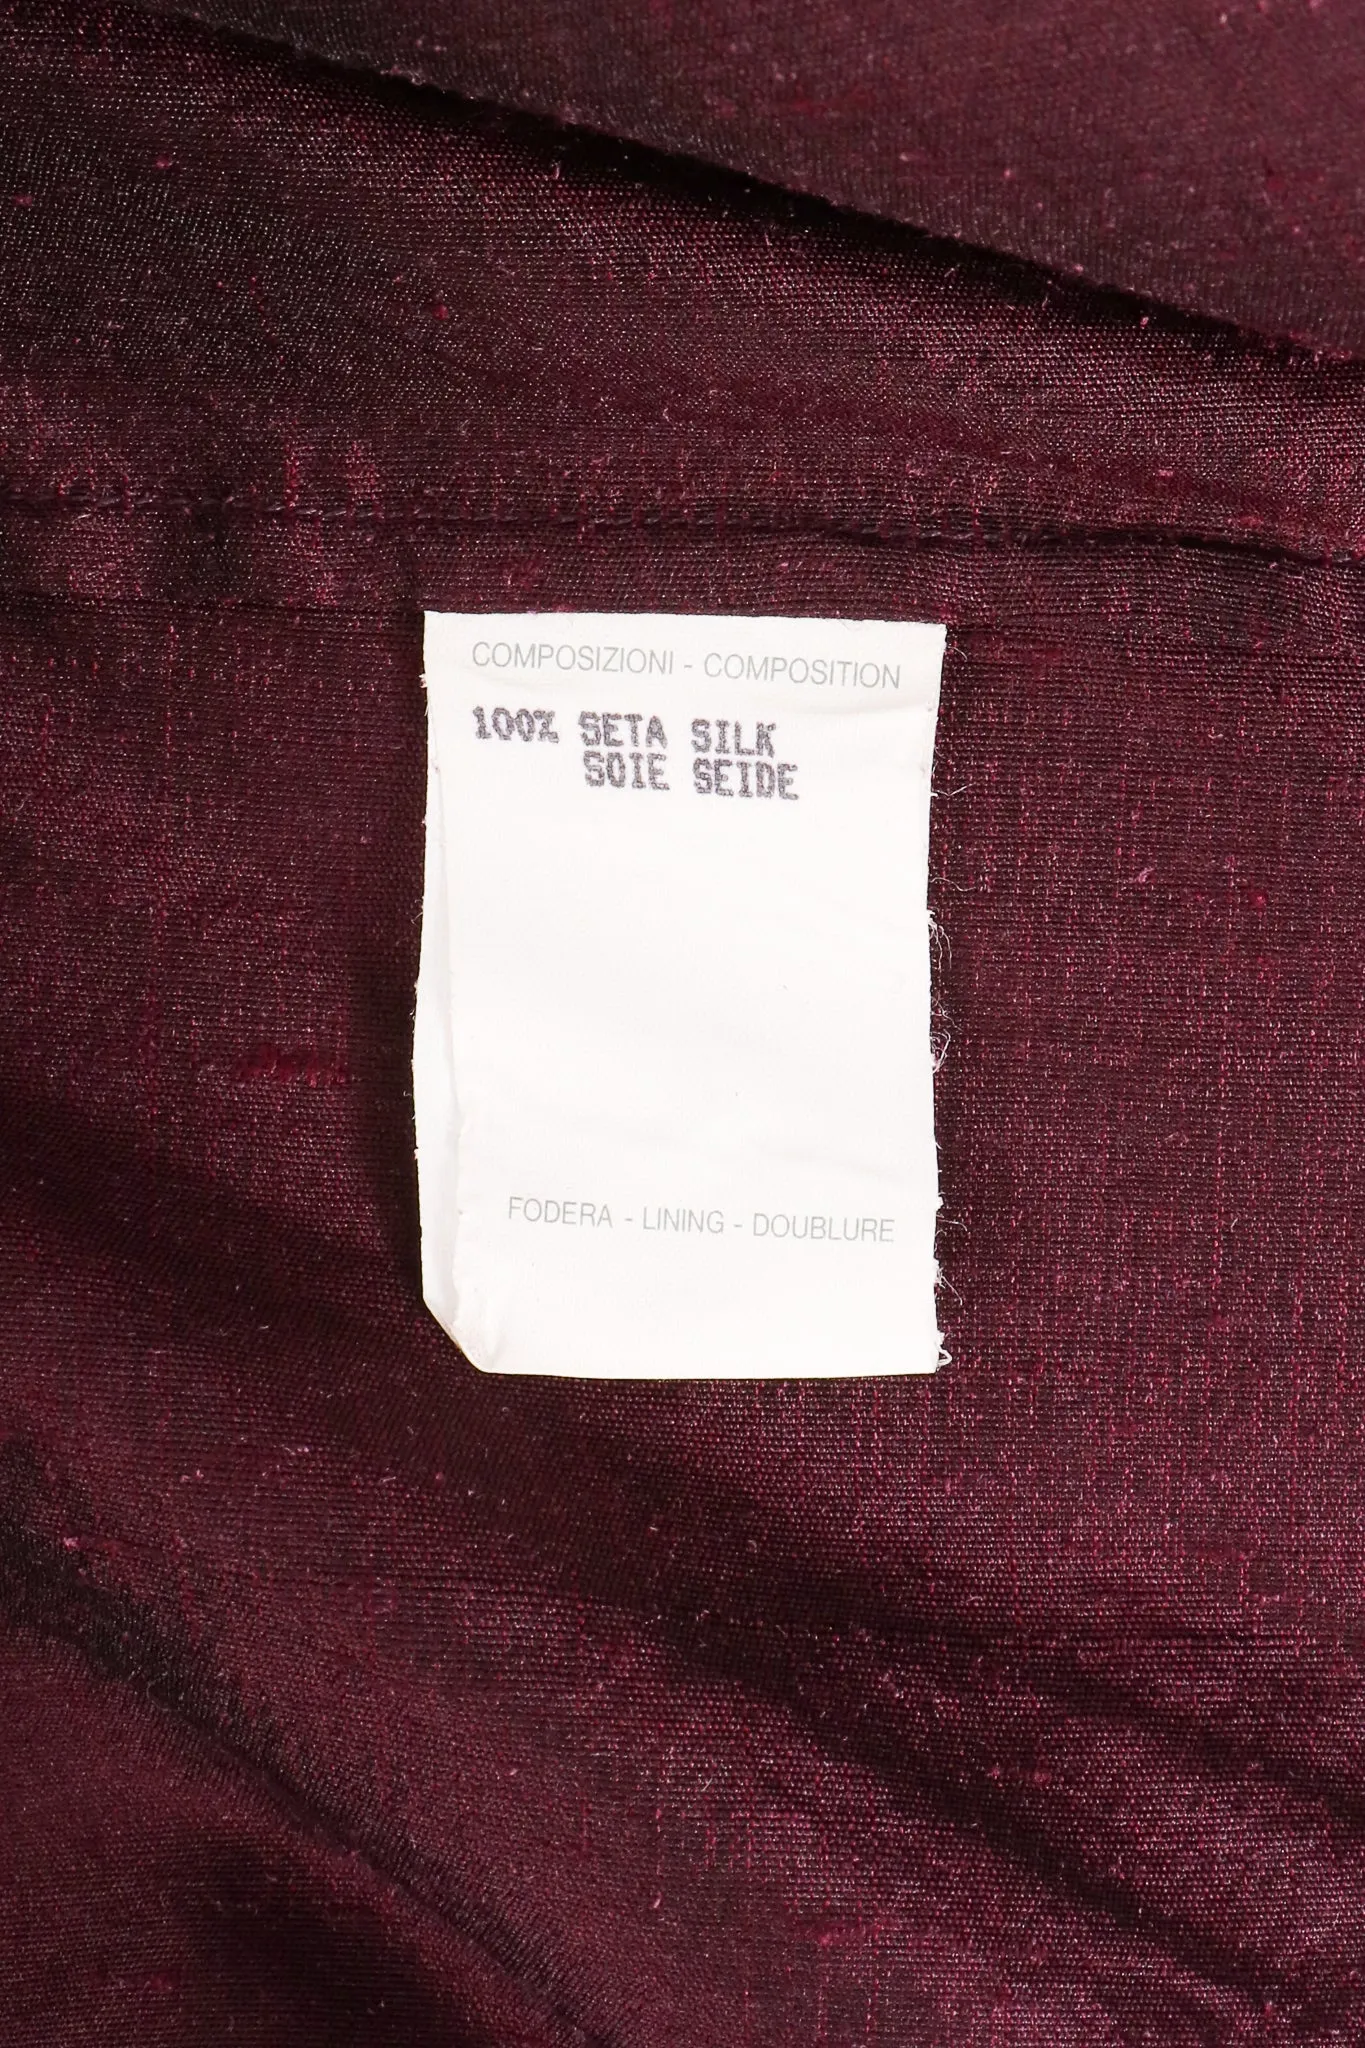 COMPOSIZIONI - COMPOSITION
100% SETA SILK
SOIE SEIDE
FODERA - LINING - DOUBLURE